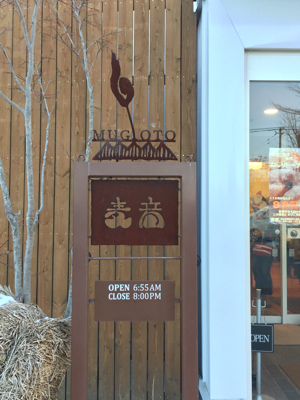 MUGIOTO
麦音
OPEN 6:55AM
CLOSE 8:00PM
OPEN